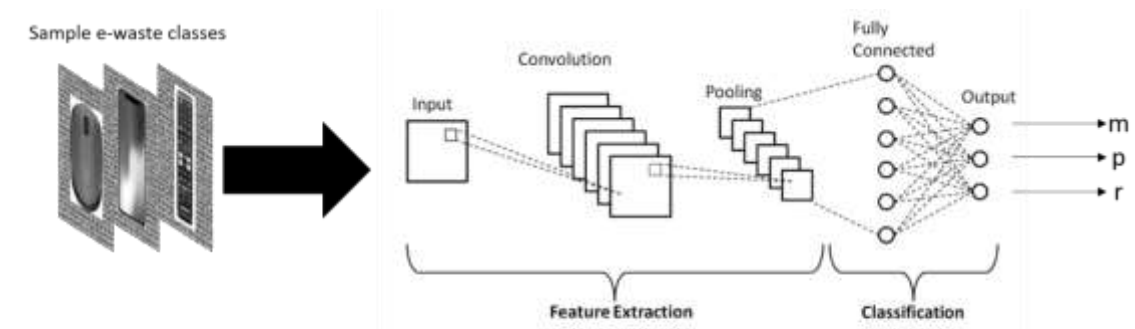 Sample e-waste classes
Input
Convolution
Pooling
Fully
Connected
Output
m
p
r
Feature Extraction
Classification